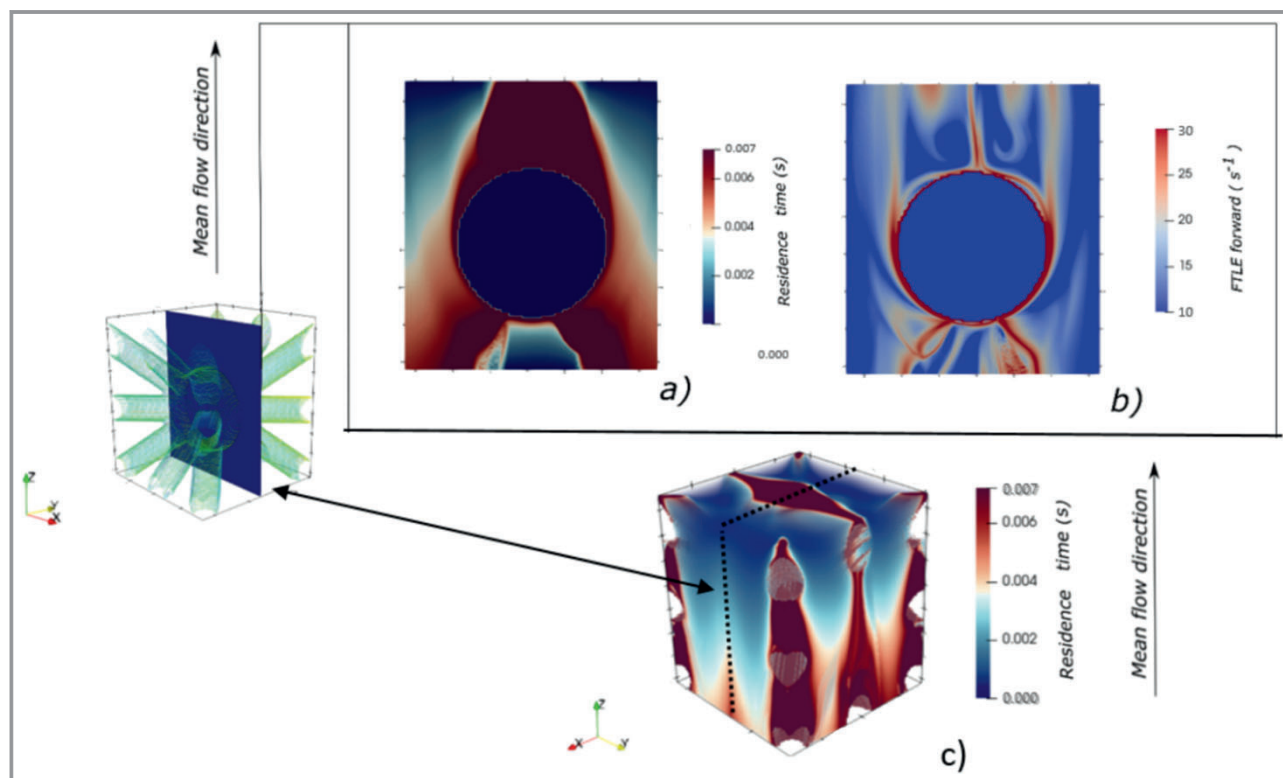 Mean flow direction
0.007
0.006
0.004
0.002
0.000
Residence time (s)
a)
30
25
20
15
10
FTLE forward ( s⁻¹)
b)
Z
Y
X
0.007
0.006
0.004
0.002
0.000
Residence time (s)
Mean flow direction
Z
X
Y
c)